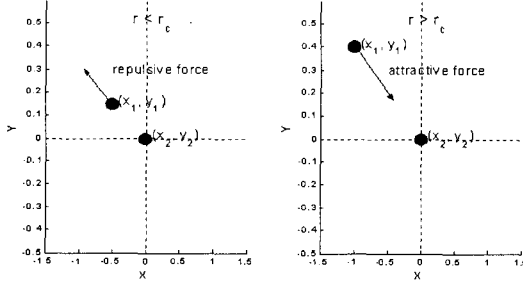 r < r_c
0.5
0.4
0.3
0.2
0.1
0
0.1
0.2
0.3
0.4
-0.5
Y
repulsive force
(x_1, y_1)
(x_2, y_2)
-1.5 -1 -0.5 0 0.5 1 1.5
X
r > r_c
0.5
0.4
0.3
0.2
0.1
0
-0.1
-0.2
-0.3
-0.4
-0.5
Y
(x_1, y_1)
attractive force
(x_2, y_2)
-1.5 -1 -0.5 0 0.5 1 1.5
X